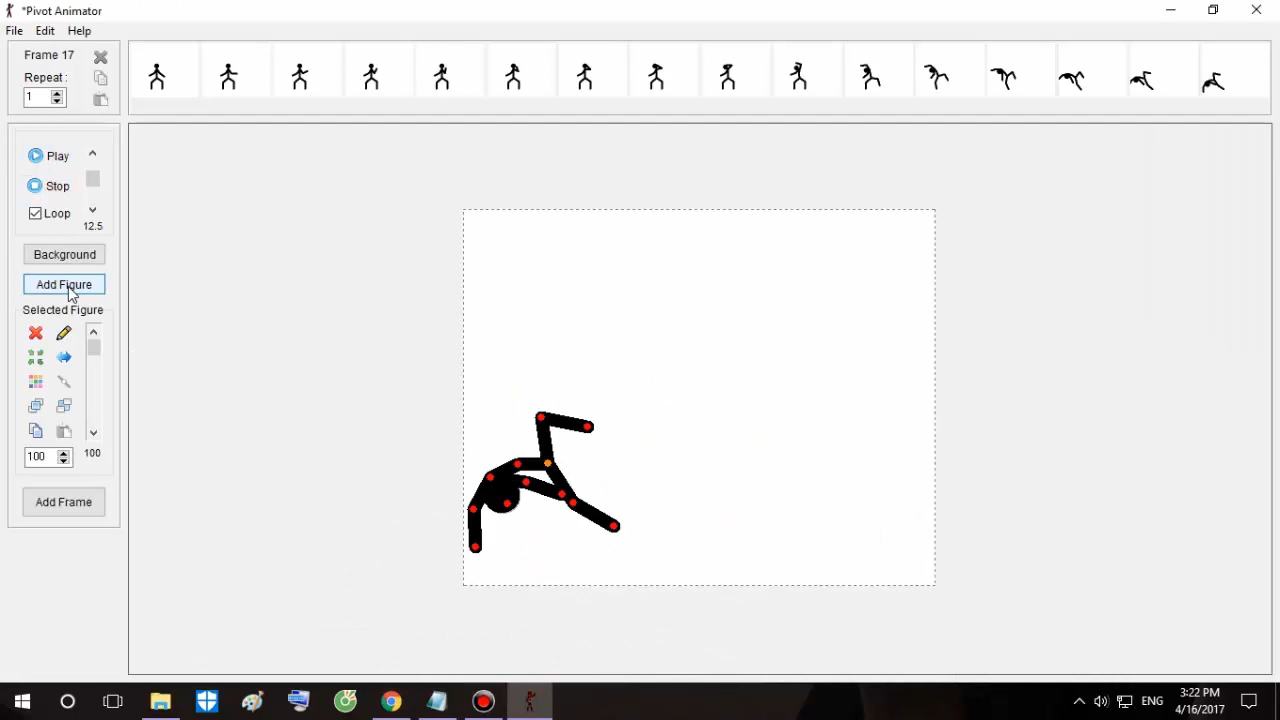 *Pivot Animator
File Edit Help
Frame 17
Repeat:
1
Play
Stop
Loop
12.5
Background
Add Figure
Selected Figure
100
100
Add Frame
ENG
3:22 PM
4/16/2017